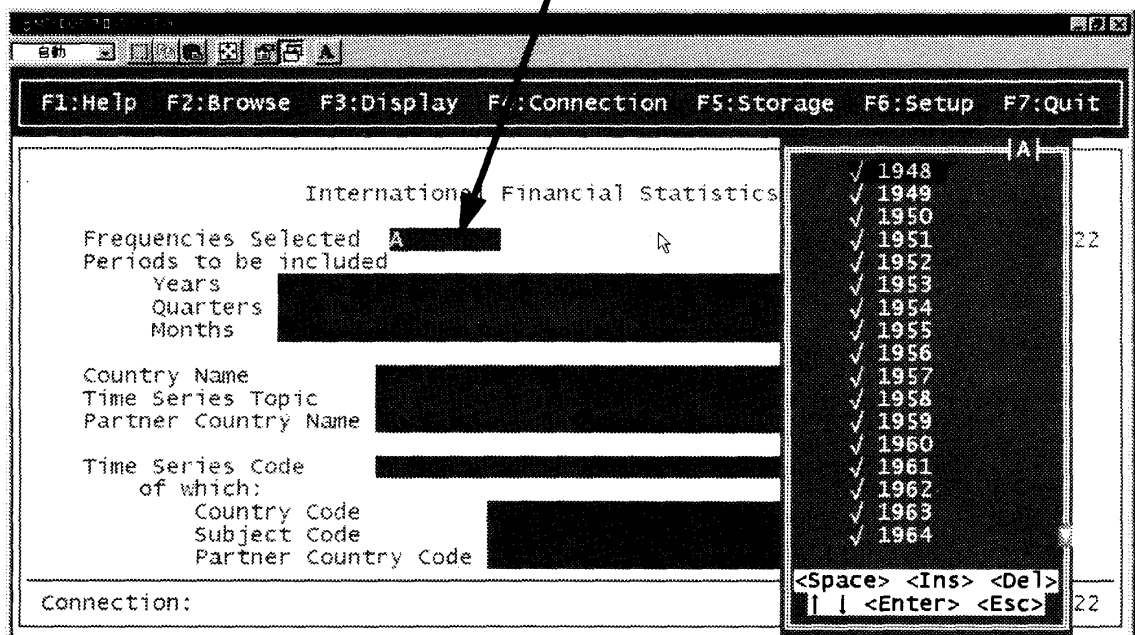 自動
A
F1:Help F2:Browse F3:Display F4:Connection F5:Storage F6:Setup F7:Quit
International Financial Statistics
Frequencies Selected A
22
Periods to be included
Years
Quarters
Months
Country Name
Time Series Topic
Partner Country Name
Time Series Code
of which:
Country Code
Subject Code
Partner Country Code
Connection:
22
A
√ 1948
√ 1949
√ 1950
√ 1951
√ 1952
√ 1953
√ 1954
√ 1955
√ 1956
√ 1957
√ 1958
√ 1959
√ 1960
√ 1961
√ 1962
√ 1963
√ 1964
<Space> <Ins> <Del>
↑ ↓ <Enter> <Esc>